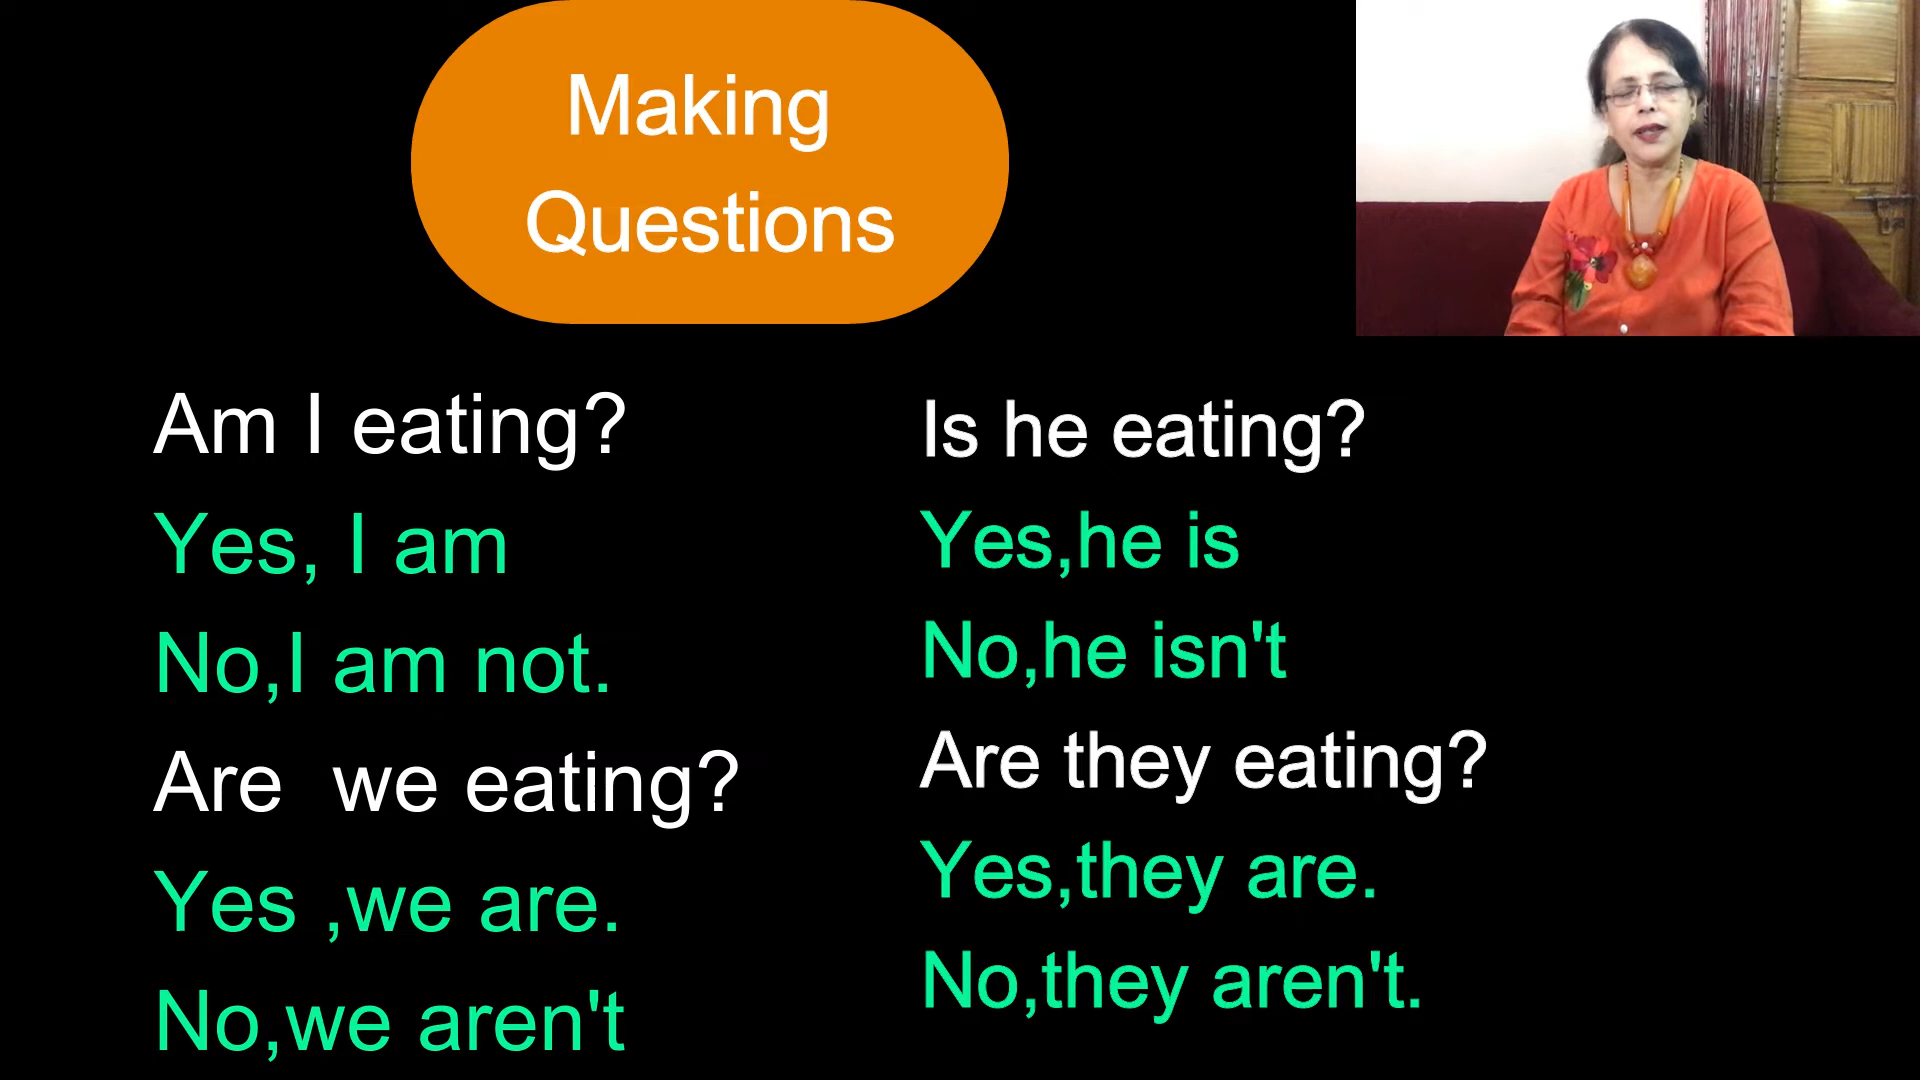 Making
Questions
Am I eating?
Yes, I am
No,I am not.
Are  we eating?
Yes ,we are.
No,we aren't
Is he eating?
Yes,he is
No,he isn't
Are they eating?
Yes,they are.
No,they aren't.